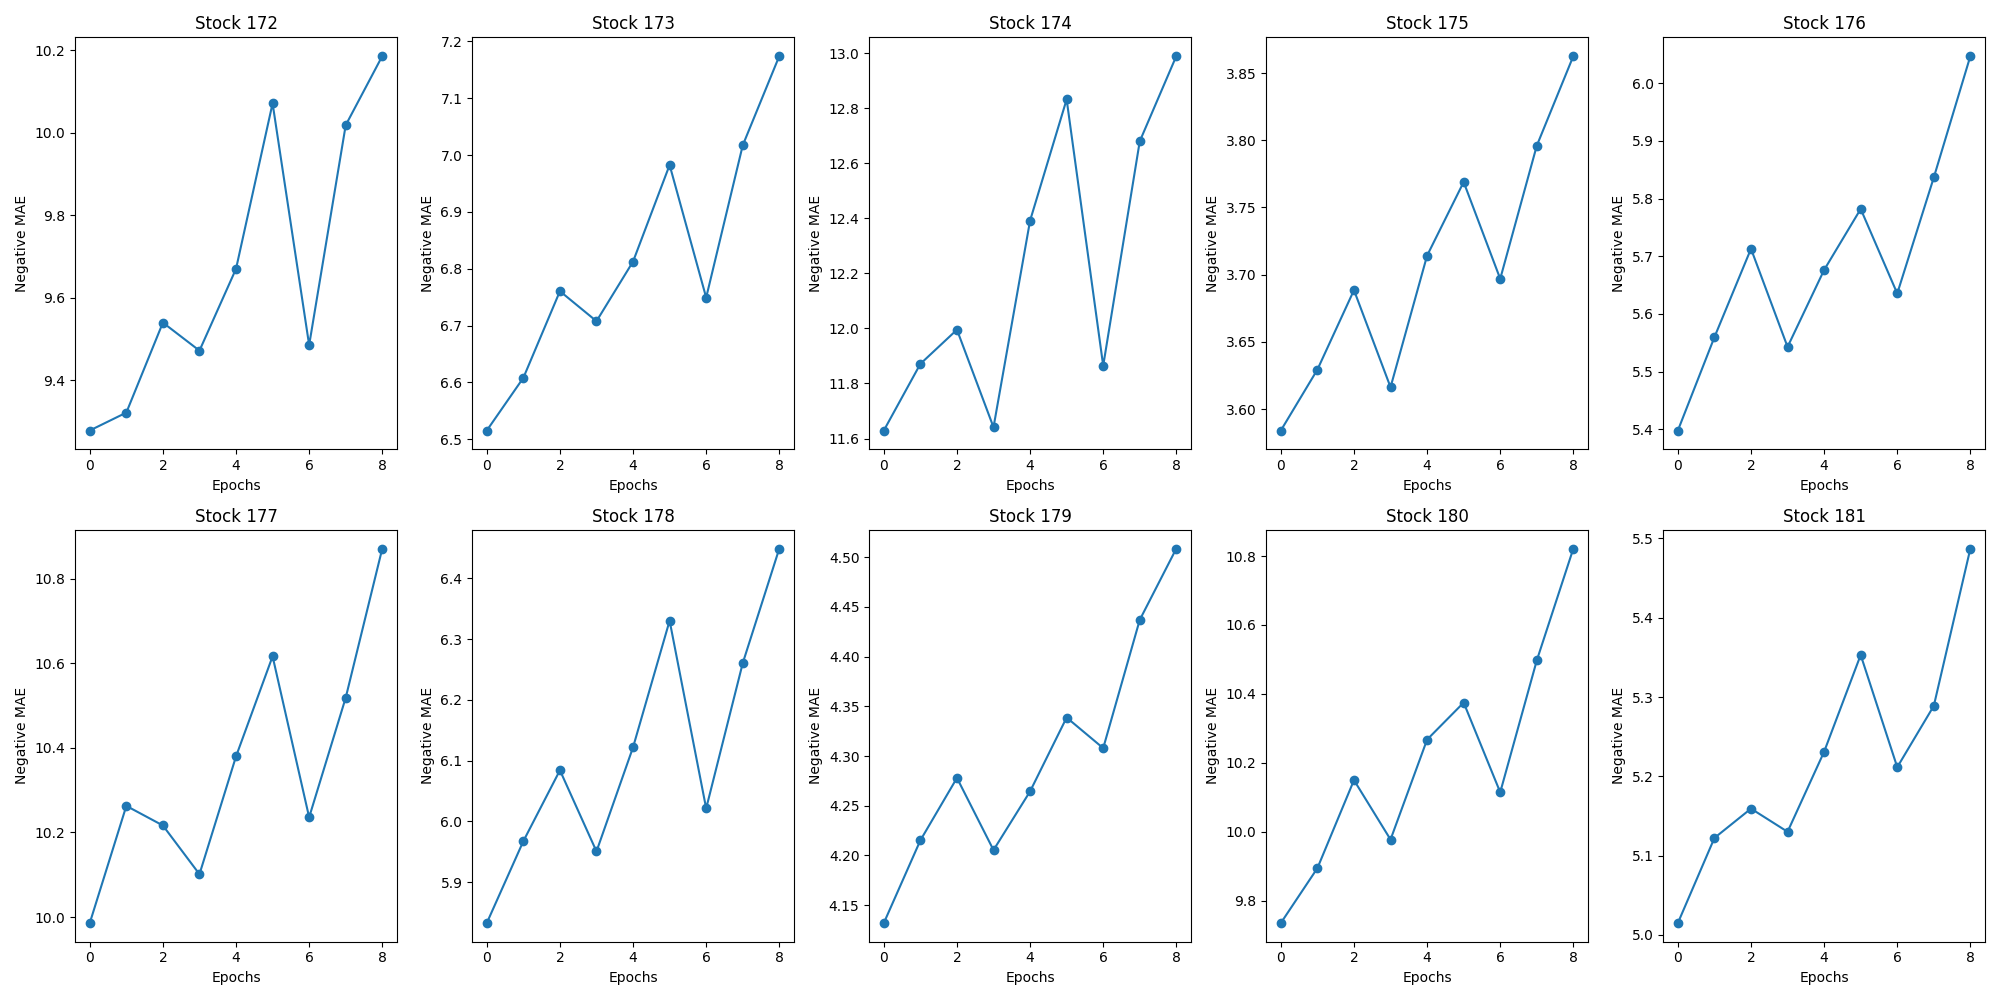 Stock 172
10.2
10.0
9.8
9.6
9.4
Negative MAE
0 2 4 6 8
Epochs
Stock 173
7.2
7.1
7.0
6.9
6.8
6.7
6.6
6.5
Negative MAE
0 2 4 6 8
Epochs
Stock 174
13.0
12.8
12.6
12.4
12.2
12.0
11.8
11.6
Negative MAE
0 2 4 6 8
Epochs
Stock 175
3.85
3.80
3.75
3.70
3.65
3.60
Negative MAE
0 2 4 6 8
Epochs
Stock 176
6.0
5.9
5.8
5.7
5.6
5.5
5.4
Negative MAE
0 2 4 6 8
Epochs
Stock 177
10.8
10.6
10.4
10.2
10.0
Negative MAE
0 2 4 6 8
Epochs
Stock 178
6.4
6.3
6.2
6.1
6.0
5.9
Negative MAE
0 2 4 6 8
Epochs
Stock 179
4.50
4.45
4.40
4.35
4.30
4.25
4.20
4.15
Negative MAE
0 2 4 6 8
Epochs
Stock 180
10.8
10.6
10.4
10.2
10.0
9.8
Negative MAE
0 2 4 6 8
Epochs
Stock 181
5.5
5.4
5.3
5.2
5.1
5.0
Negative MAE
0 2 4 6 8
Epochs